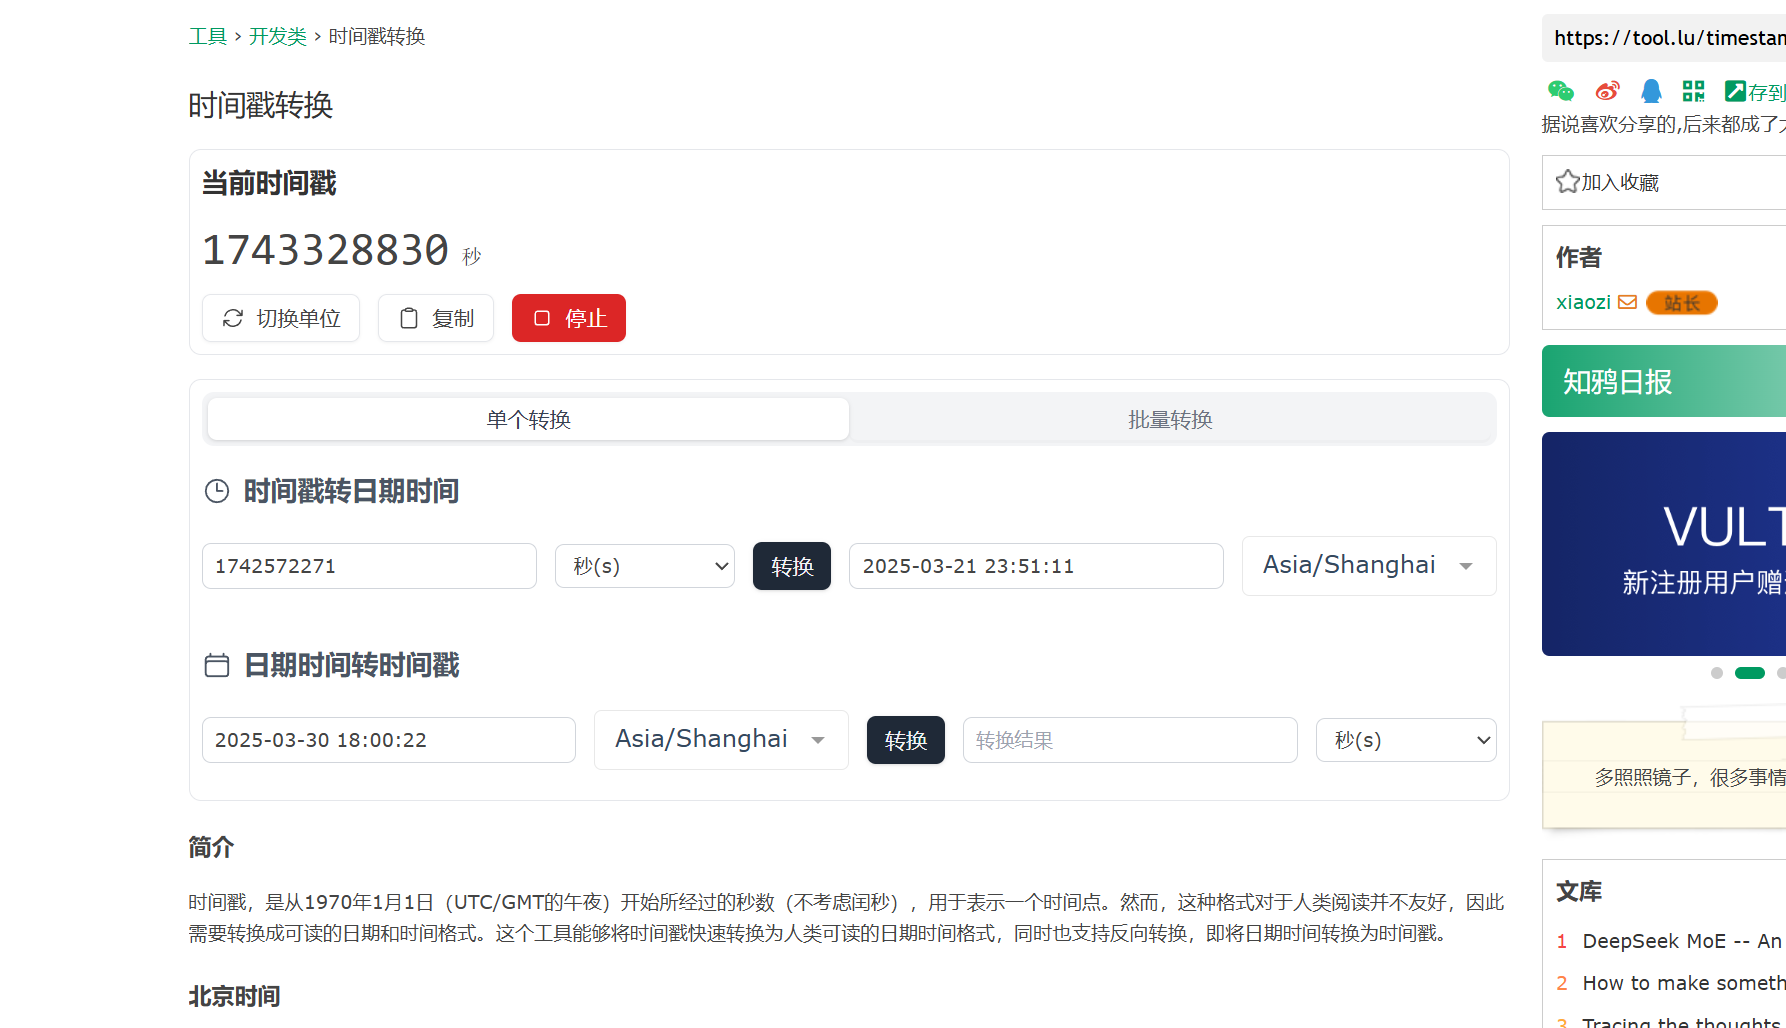 工具 › 开发类 › 时间戳转换
时间戳转换
当前时间戳
1743328830 秒
切换单位
复制
停止
单个转换
批量转换
时间戳转日期时间
1742572271
秒(s)
转换
2025-03-21 23:51:11
Asia/Shanghai
日期时间转时间戳
2025-03-30 18:00:22
Asia/Shanghai
转换
转换结果
秒(s)
简介
时间戳，是从1970年1月1日（UTC/GMT的午夜）开始所经过的秒数（不考虑闰秒），用于表示一个时间点。然而，这种格式对于人类阅读并不友好，因此
需要转换成可读的日期和时间格式。这个工具能够将时间戳快速转换为人类可读的日期时间格式，同时也支持反向转换，即将日期时间转换为时间戳。
北京时间
https://tool.lu/timestam
存到
据说喜欢分享的,后来都成了
加入收藏
作者
xiaozi 站长
知鸦日报
VULT
新注册用户赠
多照照镜子，很多事情
文库
1 DeepSeek MoE -- An
2 How to make someth
3 Tracing the thoughts